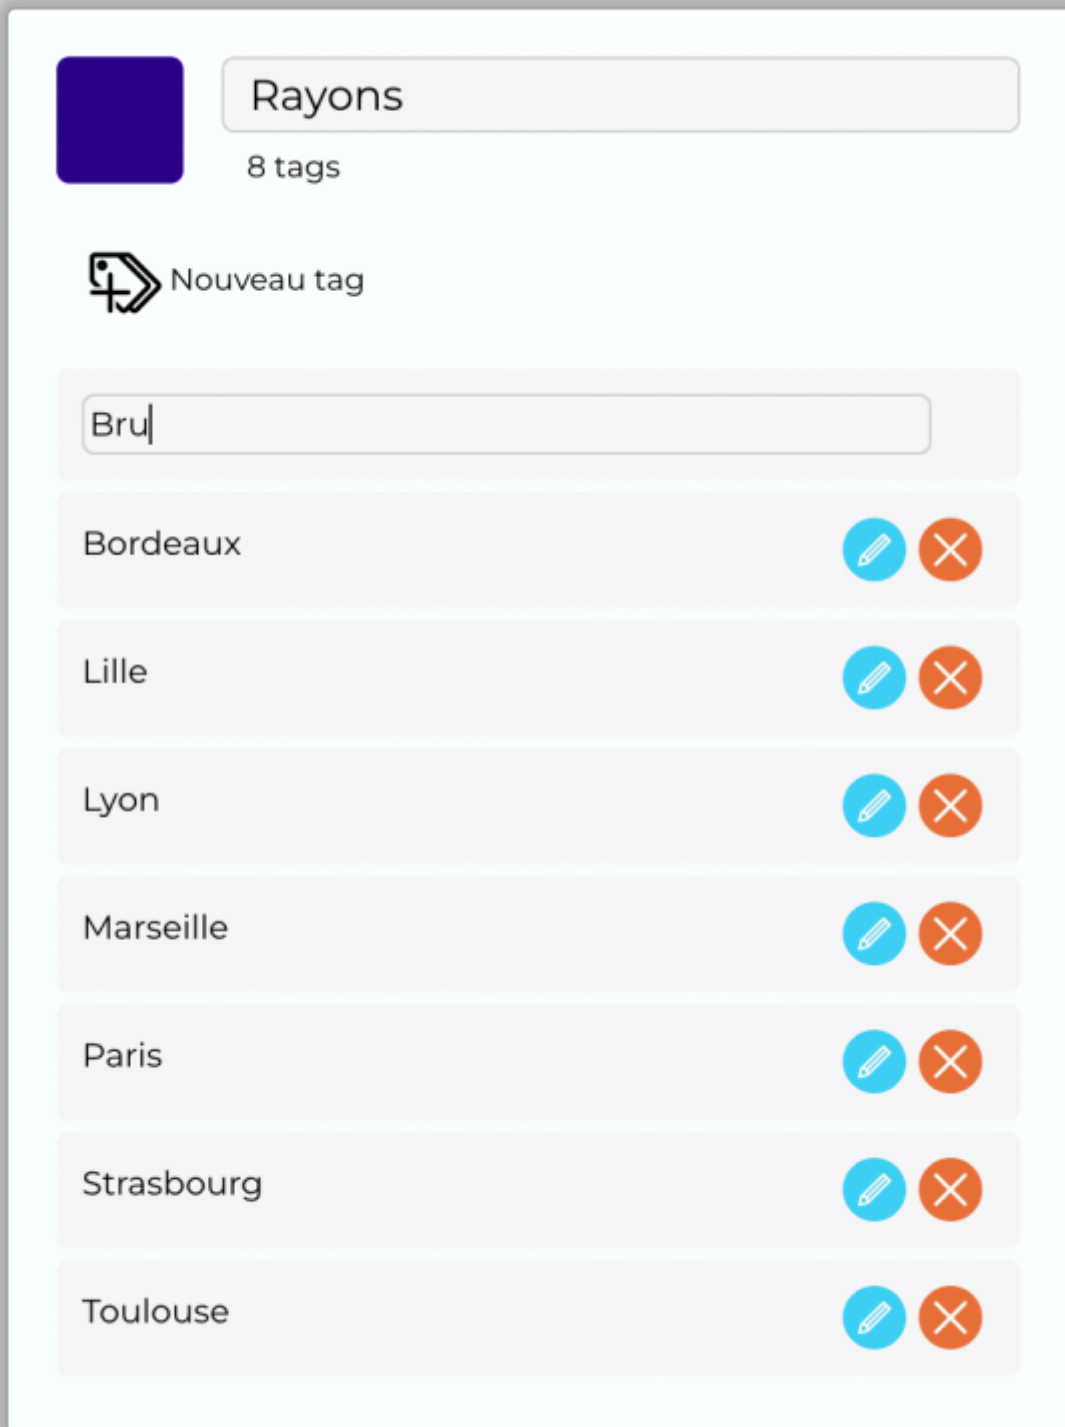 Rayons
8 tags
Nouveau tag
Bru
Bordeaux
Lille
Lyon
Marseille
Paris
Strasbourg
Toulouse